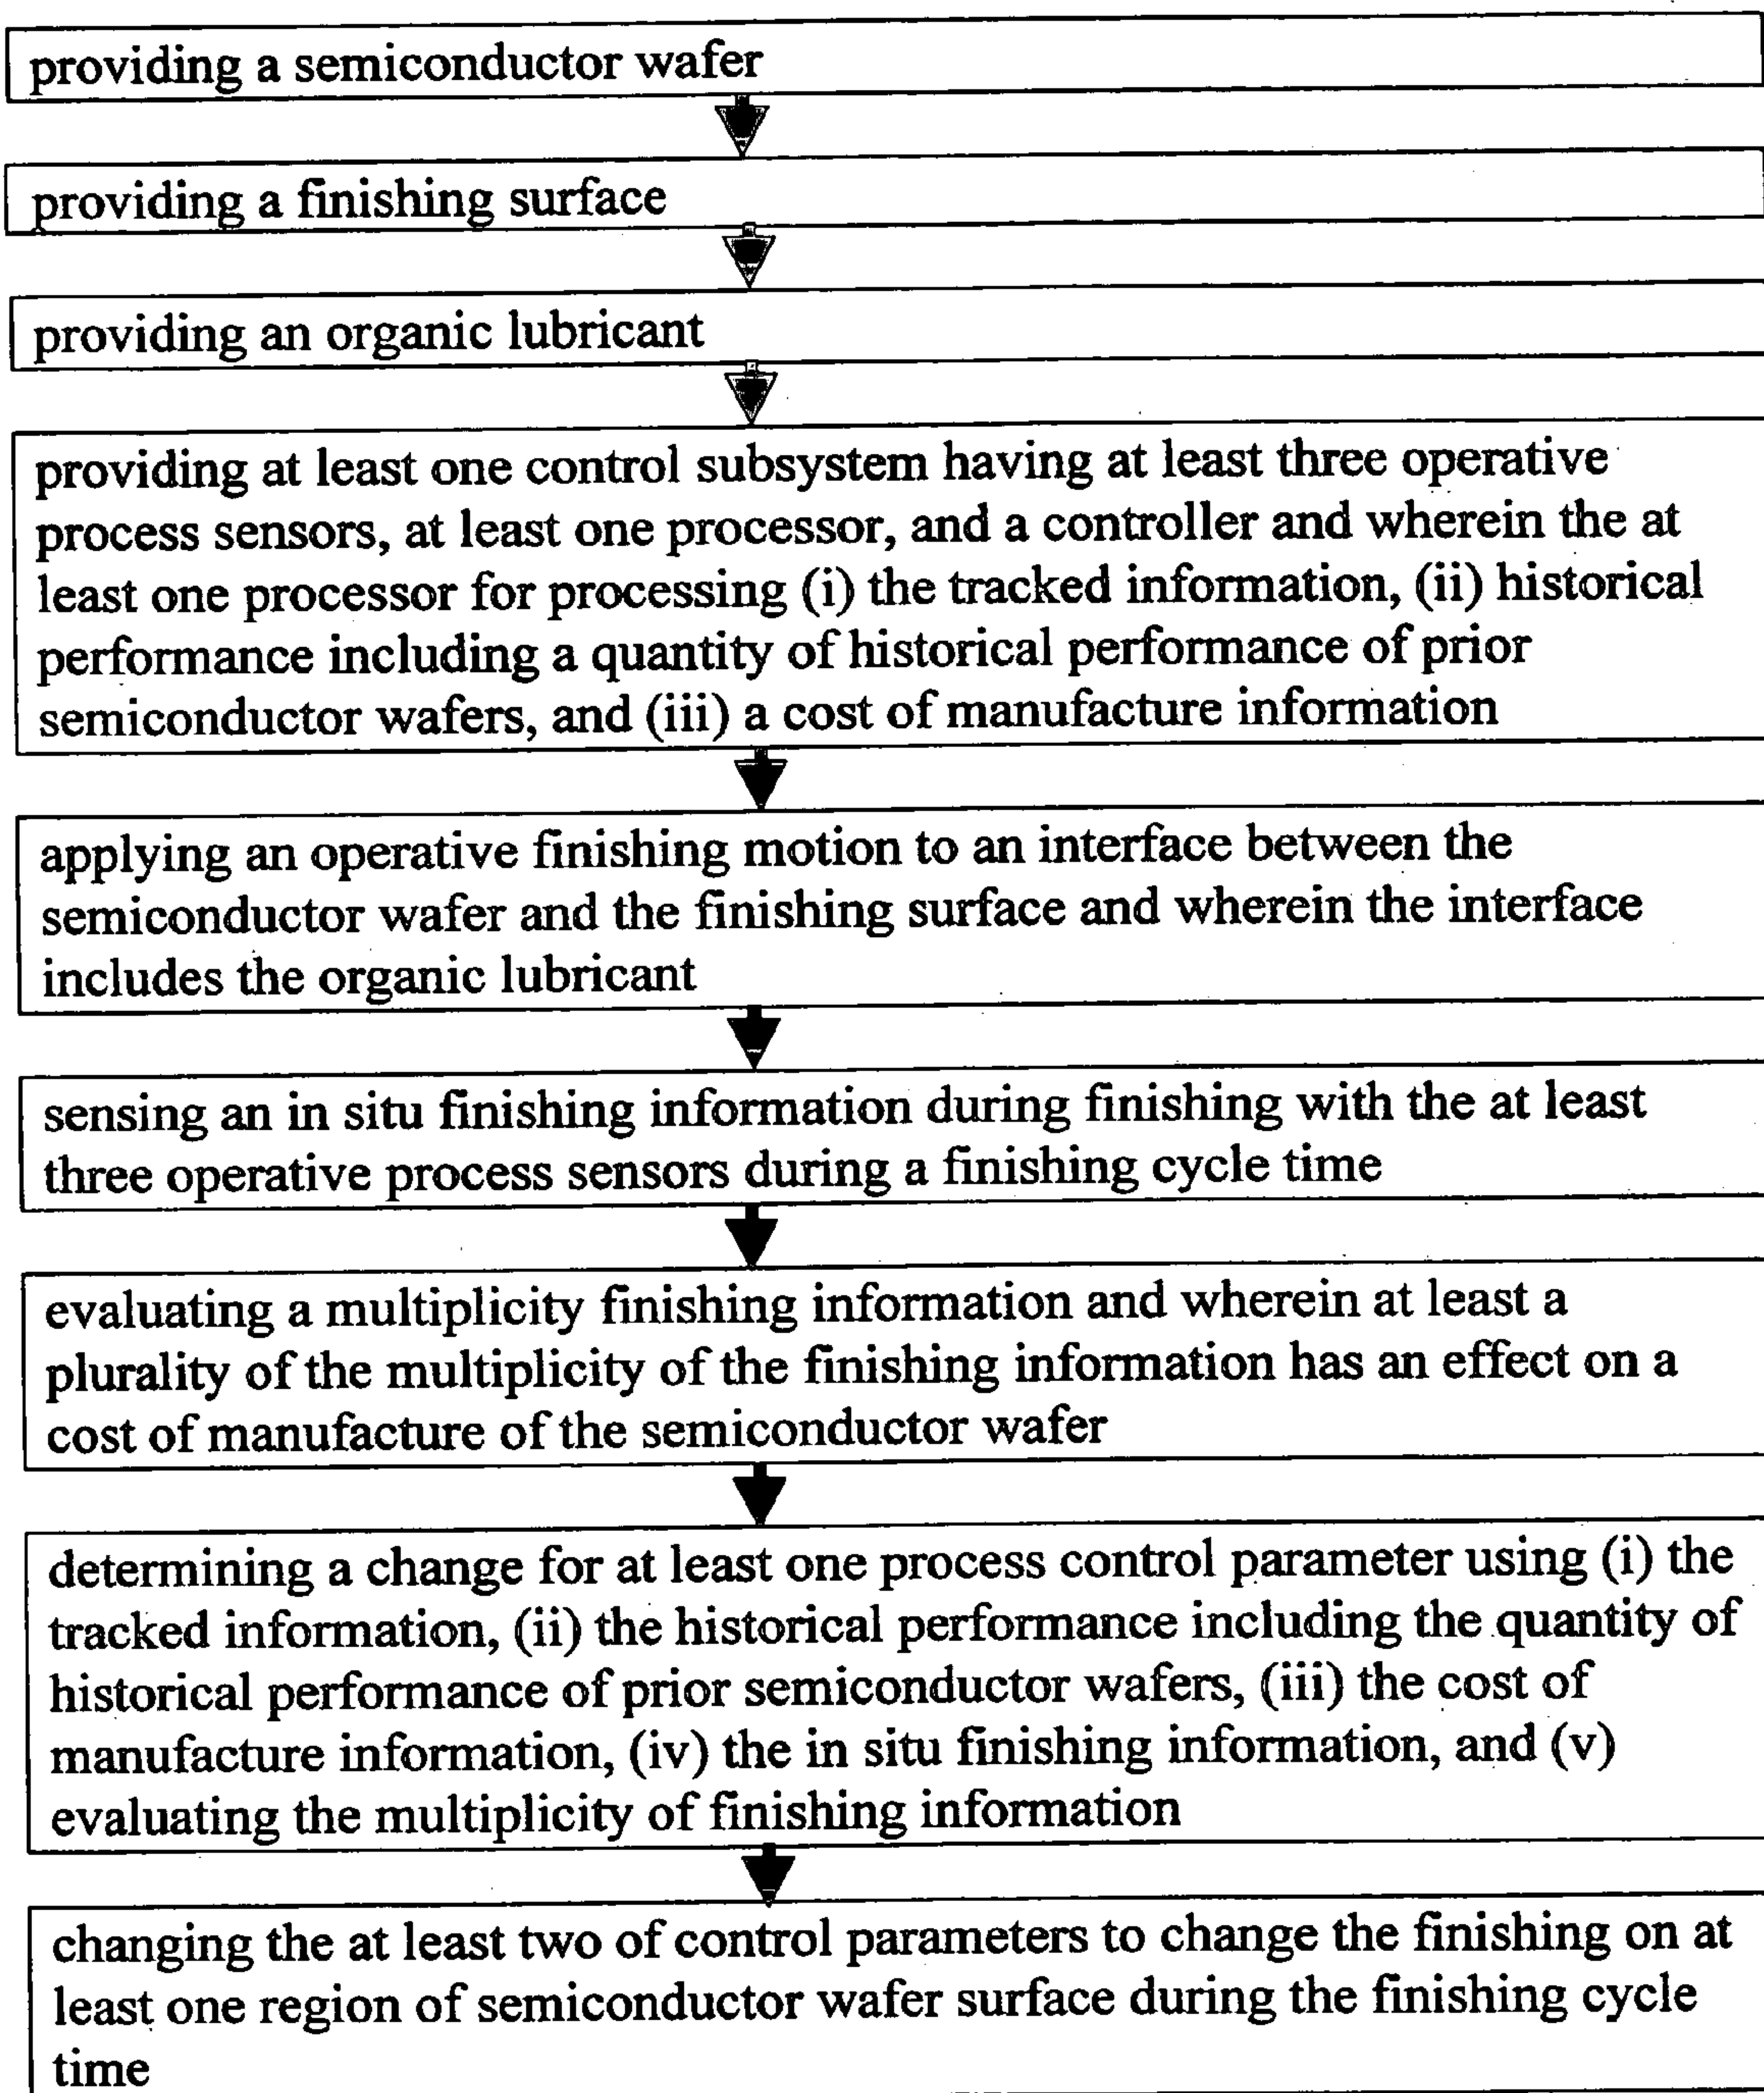 providing a semiconductor wafer
providing a finishing surface
providing an organic lubricant
providing at least one control subsystem having at least three operative
process sensors, at least one processor, and a controller and wherein the at
least one processor for processing (i) the tracked information, (ii) historical
performance including a quantity of historical performance of prior
semiconductor wafers, and (iii) a cost of manufacture information
applying an operative finishing motion to an interface between the
semiconductor wafer and the finishing surface and wherein the interface
includes the organic lubricant
sensing an in situ finishing information during finishing with the at least
three operative process sensors during a finishing cycle time
evaluating a multiplicity finishing information and wherein at least a
plurality of the multiplicity of the finishing information has an effect on a
cost of manufacture of the semiconductor wafer
determining a change for at least one process control parameter using (i) the
tracked information, (ii) the historical performance including the quantity of
historical performance of prior semiconductor wafers, (iii) the cost of
manufacture information, (iv) the in situ finishing information, and (v)
evaluating the multiplicity of finishing information
changing the at least two of control parameters to change the finishing on at
least one region of semiconductor wafer surface during the finishing cycle
time